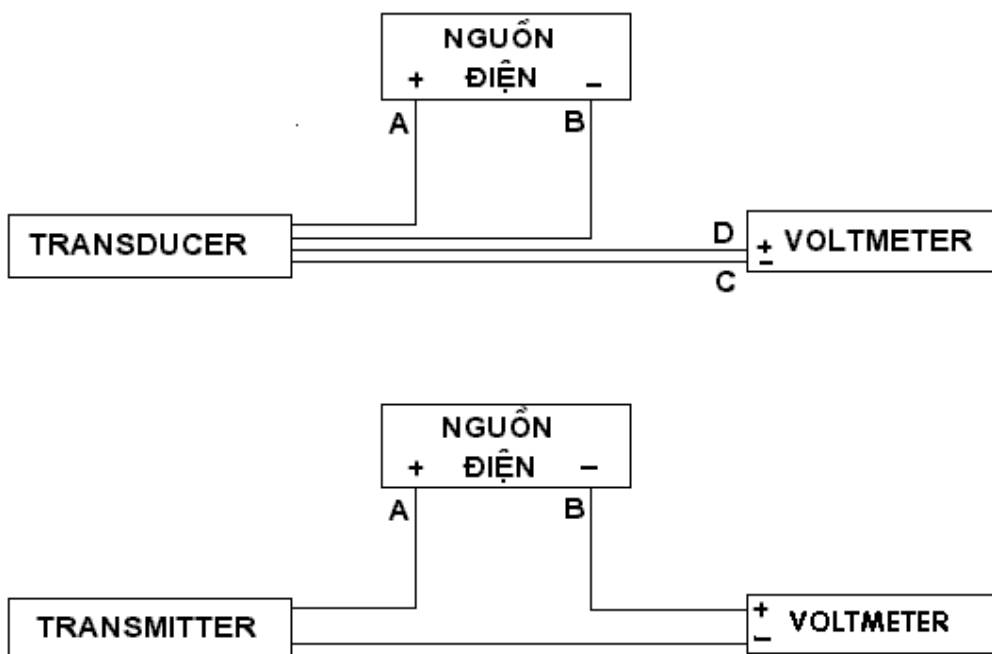 NGUỒN
+ ĐIỆN –
A B
TRANSDUCER
D
+ VOLTMETER
–
C
NGUỒN
+ ĐIỆN –
A B
TRANSMITTER
+ VOLTMETER
–